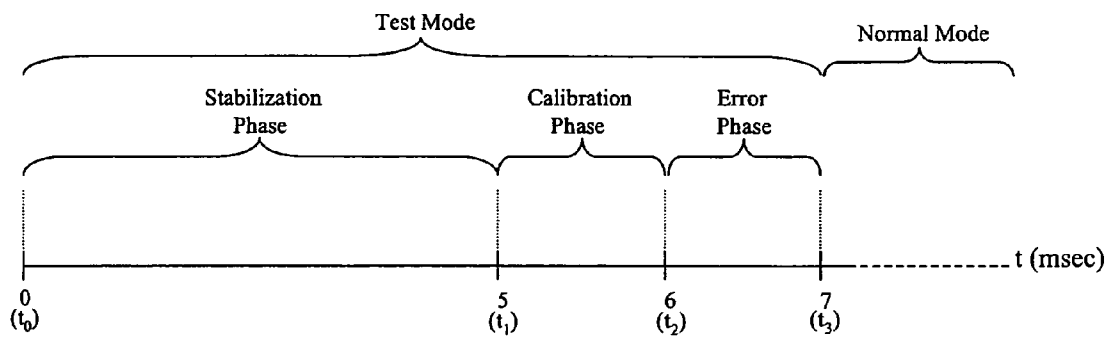 Test Mode
Normal Mode
Stabilization
Phase
Calibration
Phase
Error
Phase
t (msec)
0
(t₀)
5
(t₁)
6
(t₂)
7
(t₃)